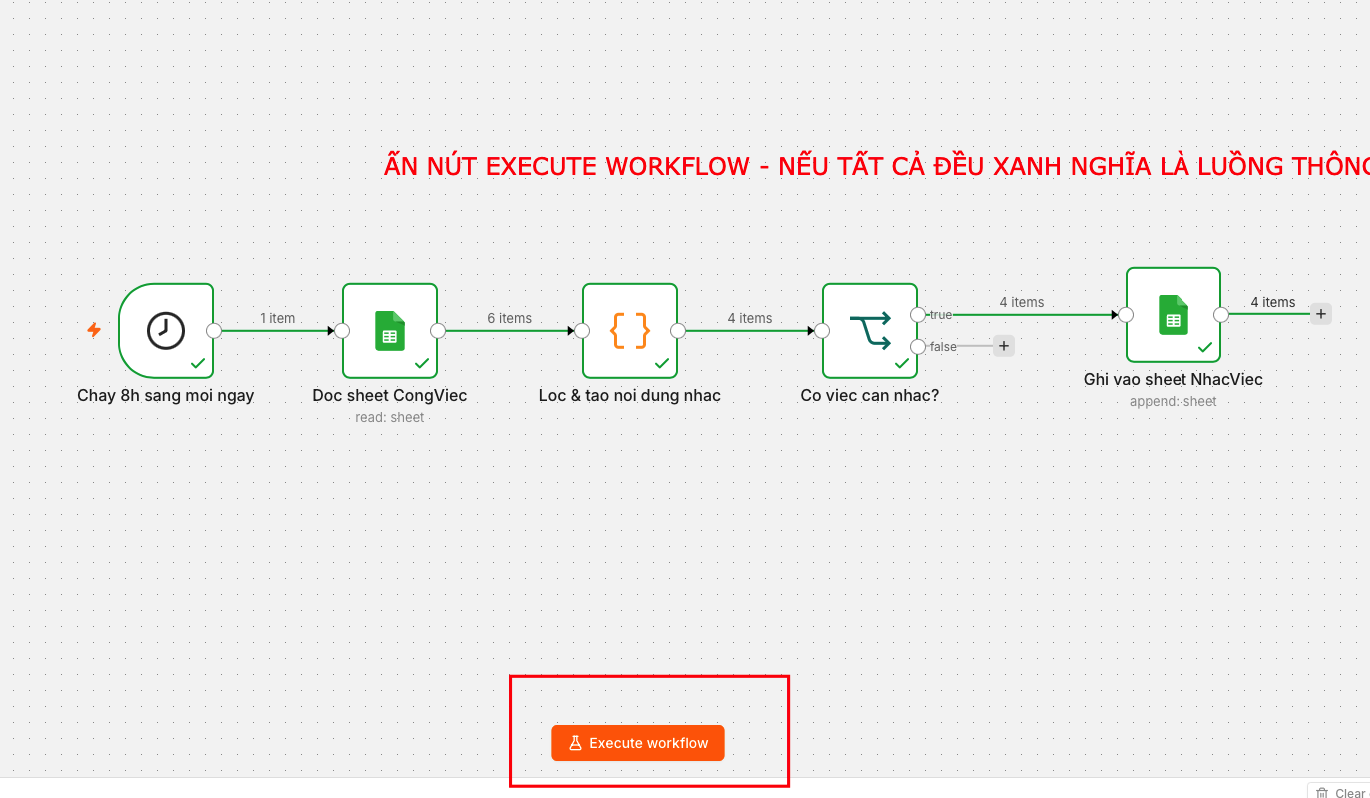 ẤN NÚT EXECUTE WORKFLOW - NẾU TẤT CẢ ĐỀU XANH NGHĨA LÀ LUỒNG THÔNG
1 item
6 items
4 items
true
4 items
false
4 items
Chay 8h sang moi ngay
Doc sheet CongViec
read: sheet
Loc & tao noi dung nhac
Co viec can nhac?
Ghi vao sheet NhacViec
append: sheet
Execute workflow
Clear